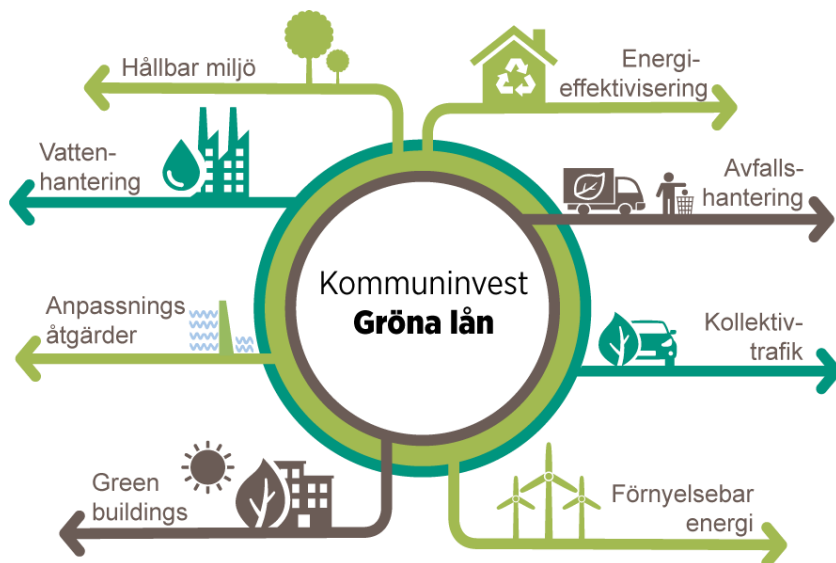 Hållbar miljö
Energi-
effektivisering
Vatten-
hantering
Avfalls-
hantering
Kommuninvest
Gröna lån
Anpassnings
åtgärder
Kollektiv-
trafik
Green
buildings
Förnyelsebar
energi